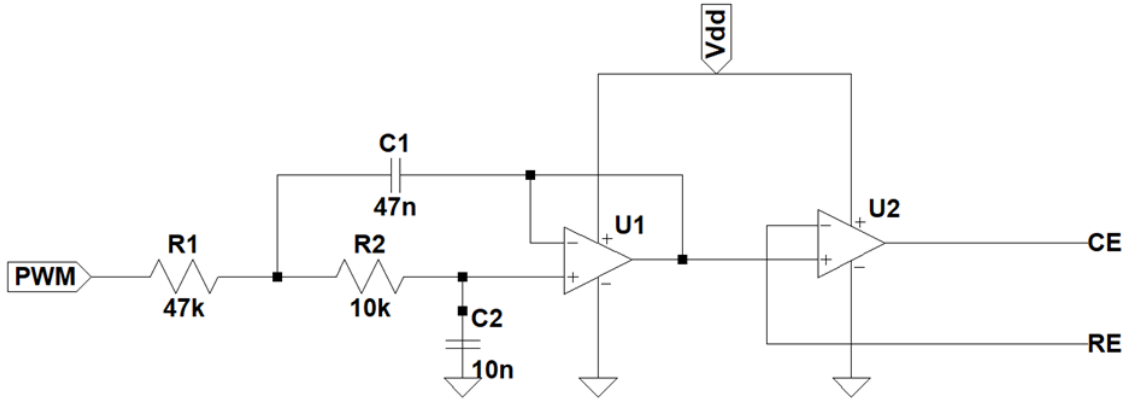 Vdd
C1
47n
U1
U2
+
+
PWM
R1
47k
R2
10k
C2
10n
−
+
−
−
+
−
CE
RE